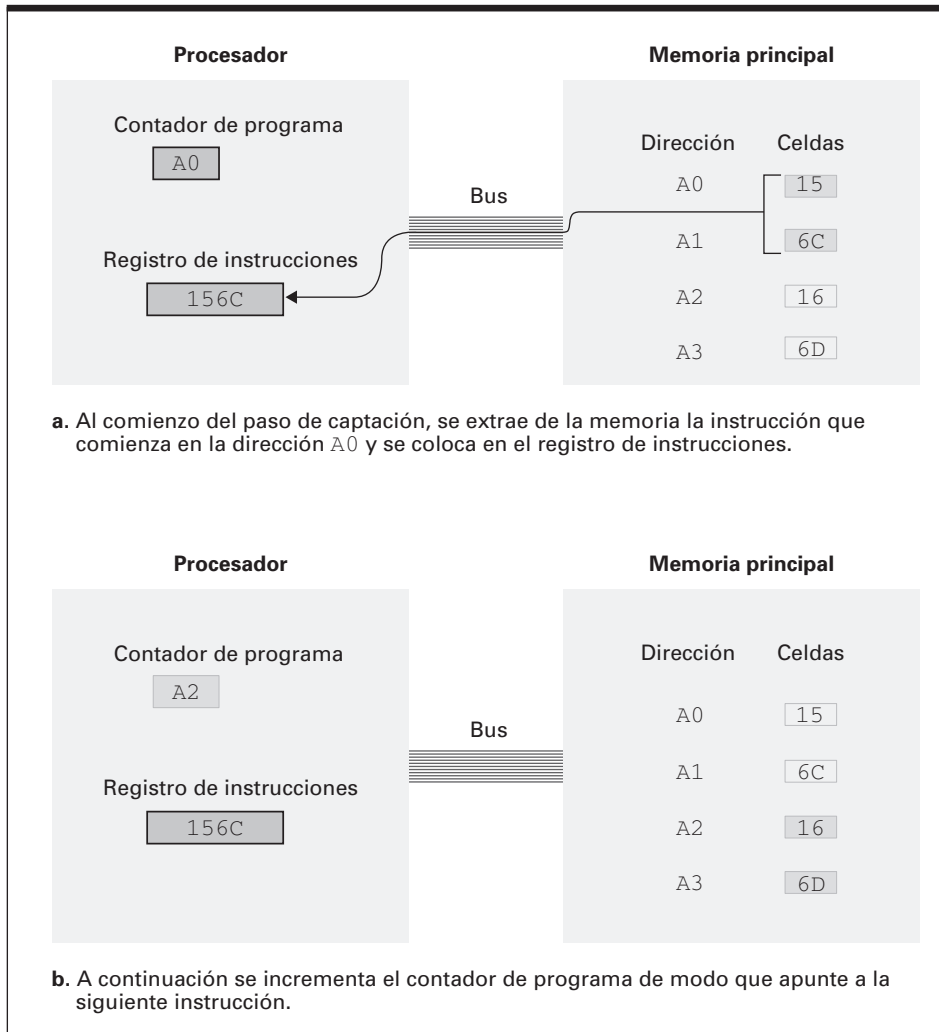 Procesador
Memoria principal
Contador de programa
A0
Registro de instrucciones
156C
Bus
Dirección Celdas
A0 15
A1 6C
A2 16
A3 6D
a. Al comienzo del paso de captación, se extrae de la memoria la instrucción que
comienza en la dirección A0 y se coloca en el registro de instrucciones.
Procesador
Memoria principal
Contador de programa
A2
Registro de instrucciones
156C
Bus
Dirección Celdas
A0 15
A1 6C
A2 16
A3 6D
b. A continuación se incrementa el contador de programa de modo que apunte a la
siguiente instrucción.